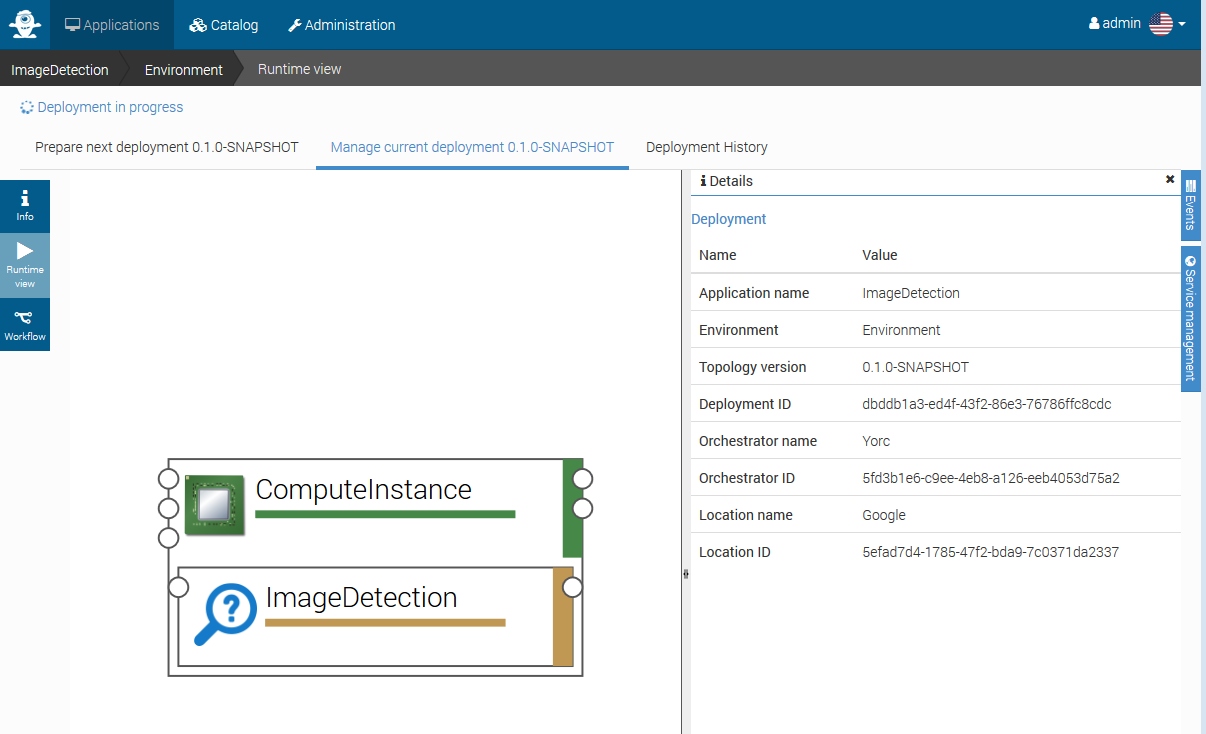 Applications Catalog Administration admin
ImageDetection Environment Runtime view
Deployment in progress
Prepare next deployment 0.1.0-SNAPSHOT Manage current deployment 0.1.0-SNAPSHOT Deployment History
Info
Runtime
view
Workflow
ComputeInstance
ImageDetection
Details
Deployment
Name Value
Application name ImageDetection
Environment Environment
Topology version 0.1.0-SNAPSHOT
Deployment ID dbddb1a3-ed4f-43f2-86e3-76786ffc8cdc
Orchestrator name Yorc
Orchestrator ID 5fd3b1e6-c9ee-4eb8-a126-eeb4053d75a2
Location name Google
Location ID 5efad7d4-1785-47f2-bda9-7c0371da2337
Events
Service management